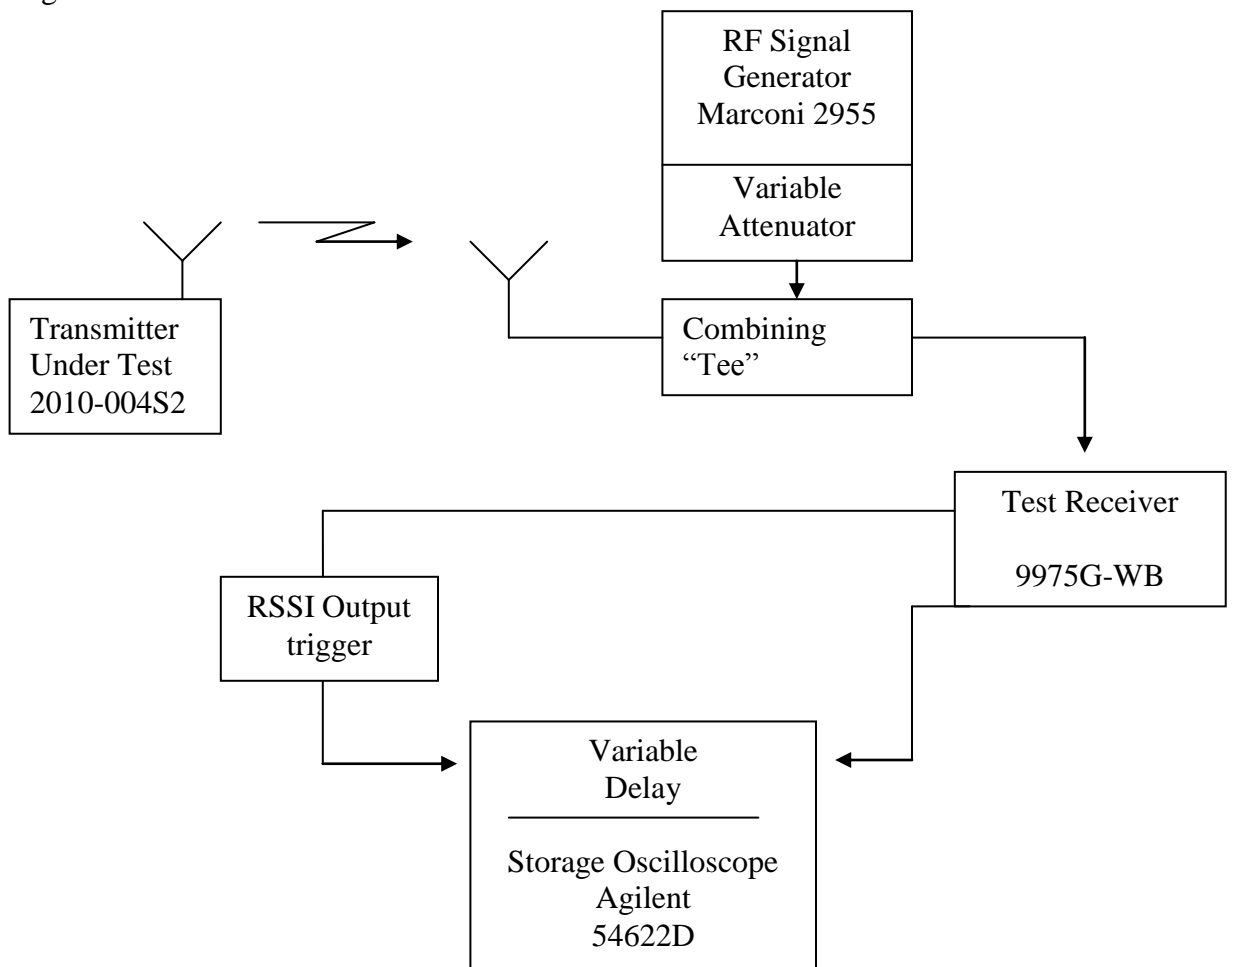 RF Signal
Generator
Marconi 2955
Variable
Attenuator
Transmitter
Under Test
2010-004S2
Combining
“Tee”
Test Receiver
9975G-WB
RSSI Output
trigger
Variable
Delay
Storage Oscilloscope
Agilent
54622D